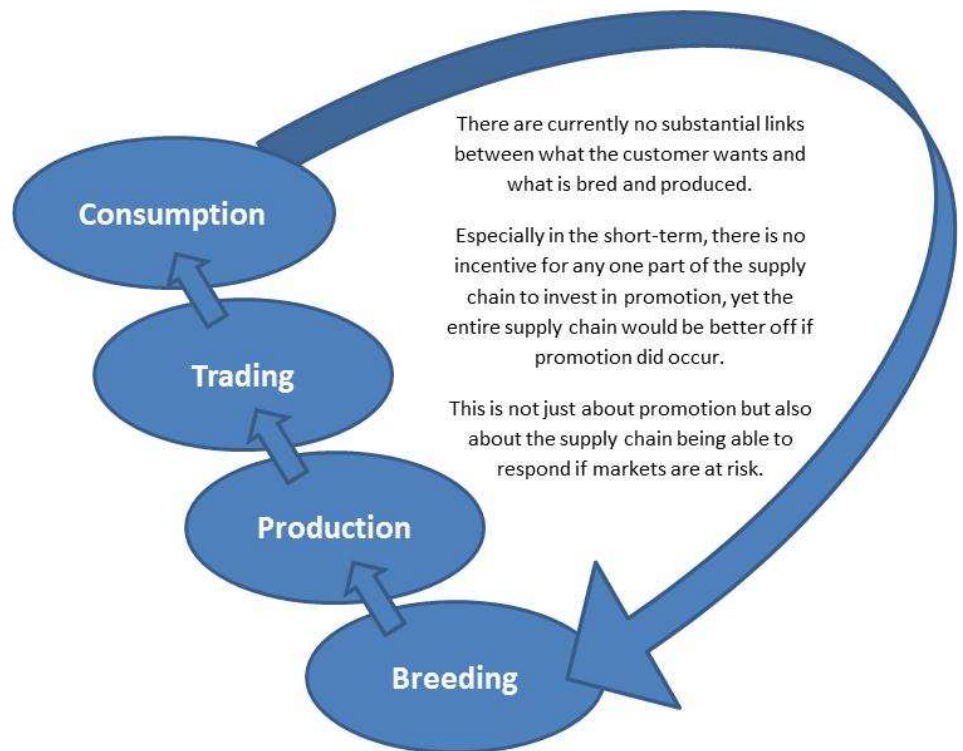 There are currently no substantial links
between what the customer wants and
what is bred and produced.
Especially in the short-term, there is no
incentive for any one part of the supply
chain to invest in promotion, yet the
entire supply chain would be better off if
promotion did occur.
This is not just about promotion but also
about the supply chain being able to
respond if markets are at risk.
Consumption
Trading
Production
Breeding